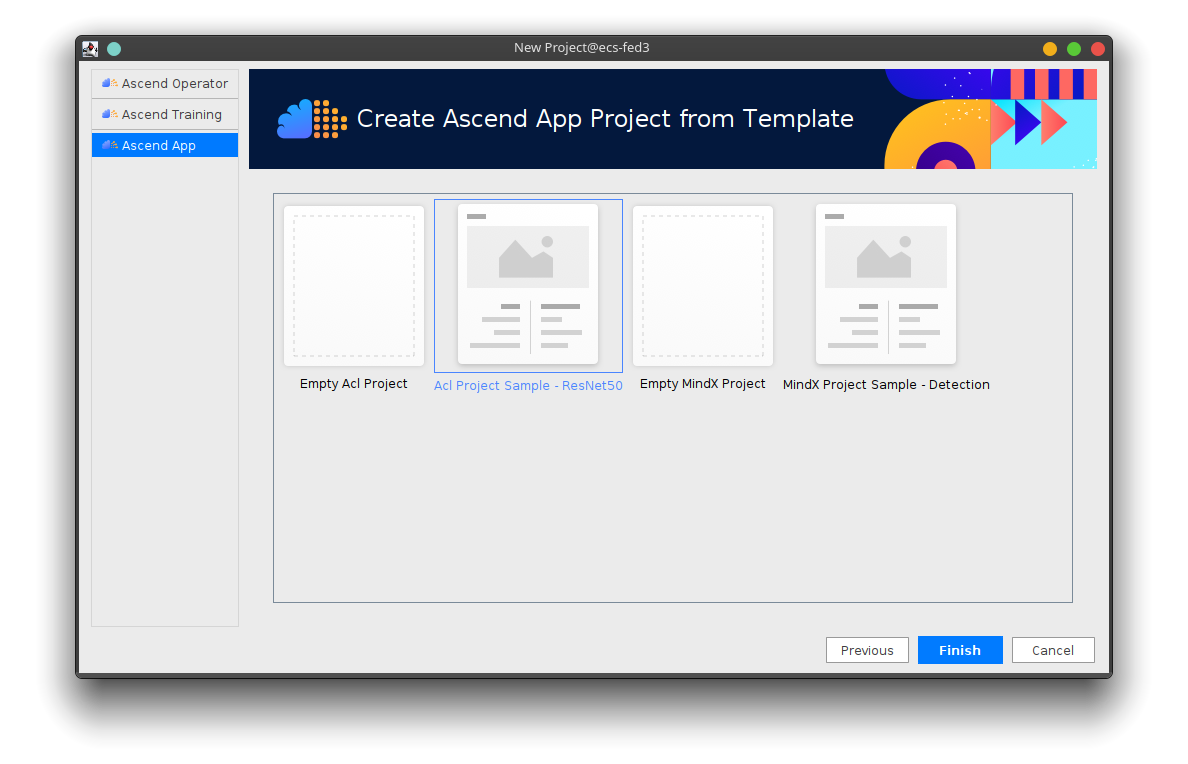 New Project@ecs-fed3
Ascend Operator
Ascend Training
Ascend App
Create Ascend App Project from Template
Empty Acl Project
Acl Project Sample - ResNet50
Empty MindX Project
MindX Project Sample - Detection
Previous
Finish
Cancel